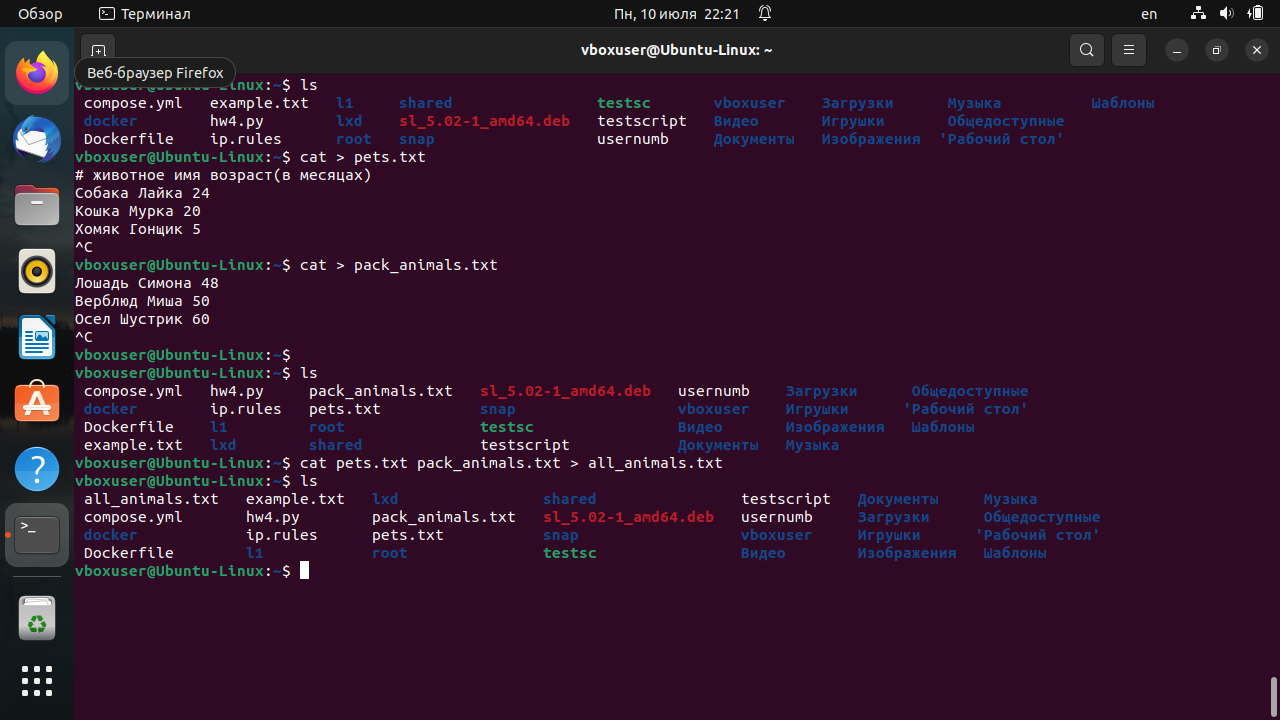 Обзор Терминал Пн, 10 июля 22:21 en
vboxuser@Ubuntu-Linux: ~
Веб-браузер Firefox
vboxuser@Ubuntu-Linux:~$ ls
compose.yml example.txt l1 shared testsc vboxuser Загрузки Музыка Шаблоны
docker hw4.py lxd sl_5.02-1_amd64.deb testscript Видео Игрушки Общедоступные
Dockerfile ip.rules root snap usernumb Документы Изображения 'Рабочий стол'
vboxuser@Ubuntu-Linux:~$ cat > pets.txt
# животное имя возраст(в месяцах)
Собака Лайка 24
Кошка Мурка 20
Хомяк Гонщик 5
^C
vboxuser@Ubuntu-Linux:~$ cat > pack_animals.txt
Лошадь Симона 48
Верблюд Миша 50
Осел Шустрик 60
^C
vboxuser@Ubuntu-Linux:~$
vboxuser@Ubuntu-Linux:~$ ls
compose.yml hw4.py pack_animals.txt sl_5.02-1_amd64.deb usernumb Загрузки Общедоступные
docker ip.rules pets.txt snap vboxuser Игрушки 'Рабочий стол'
Dockerfile l1 root testsc Видео Изображения Шаблоны
example.txt lxd shared testscript Документы Музыка
vboxuser@Ubuntu-Linux:~$ cat pets.txt pack_animals.txt > all_animals.txt
vboxuser@Ubuntu-Linux:~$ ls
all_animals.txt example.txt lxd shared testscript Документы Музыка
compose.yml hw4.py pack_animals.txt sl_5.02-1_amd64.deb usernumb Загрузки Общедоступные
docker ip.rules pets.txt snap vboxuser Игрушки 'Рабочий стол'
Dockerfile l1 root testsc Видео Изображения Шаблоны
vboxuser@Ubuntu-Linux:~$